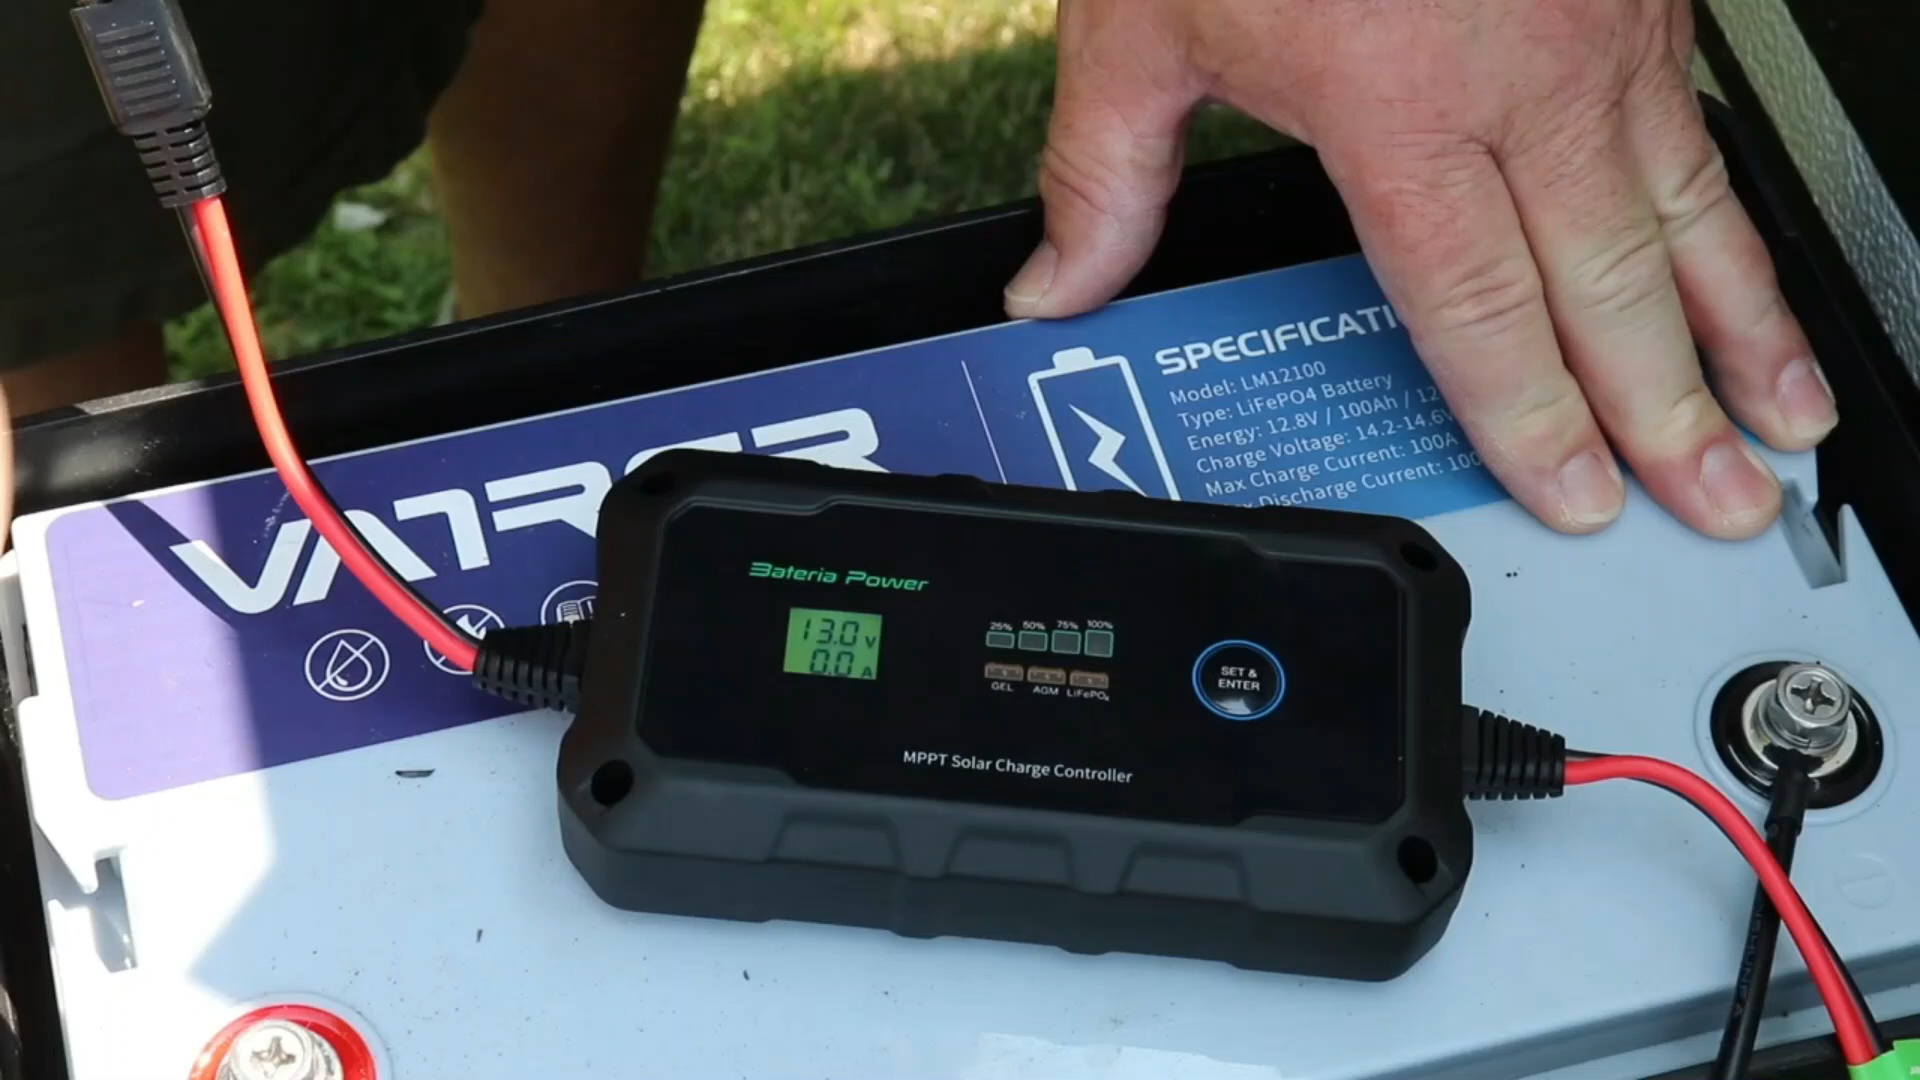 SPECIFICATI
Model: LM12100
Type: LiFePO4 Battery
Energy: 12.8V / 100Ah / 12
Charge Voltage: 14.2-14.6V
Max Charge Current: 100A
Discharge Current: 100
Bateria Power
13.0 V
0.0 A
25% 50% 75% 100%
GEL AGM LiFePO₄
SET &
ENTER
MPPT Solar Charge Controller